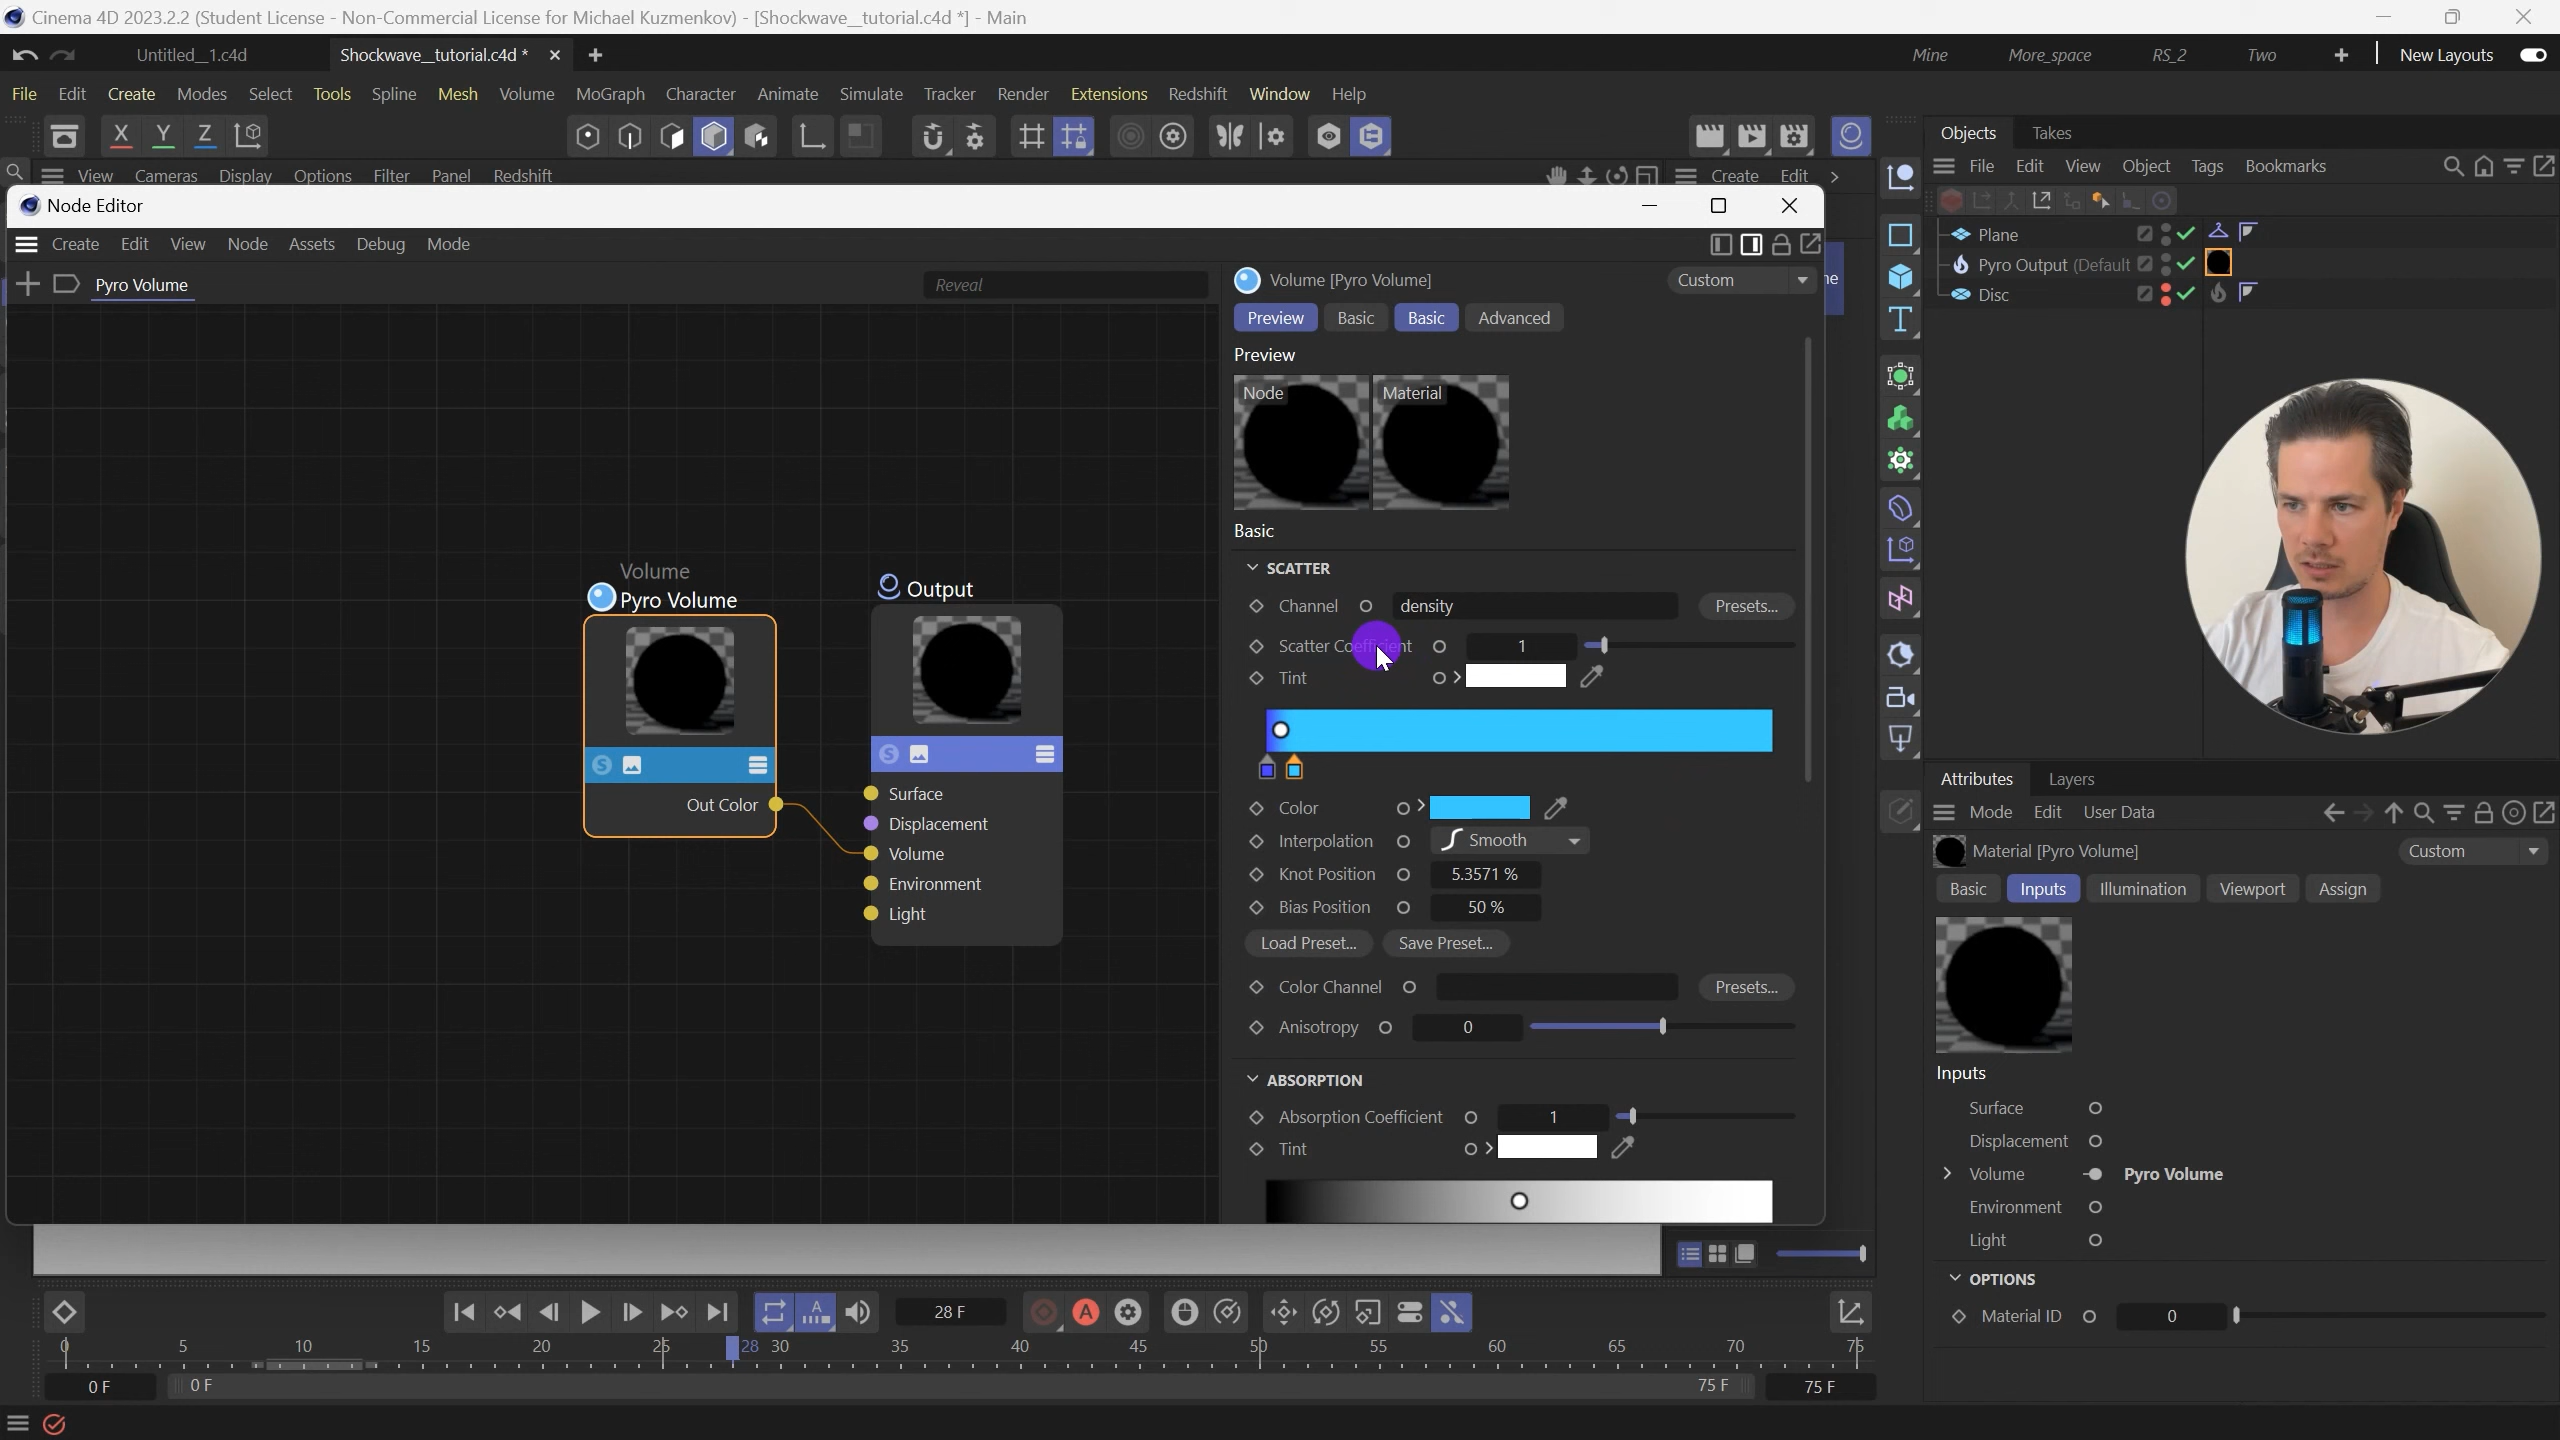 Cinema 4D 2023.2.2 (Student License - Non-Commercial License for Michael Kuzmenkov) - [Shockwave__tutorial.c4d *] - Main
Untitled__1.c4d
Shockwave__tutorial.c4d *
Mine
More_space
RS_2
Two
New Layouts
File Edit Create Modes Select Tools Spline Mesh Volume MoGraph Character Animate Simulate Tracker Render Extensions Redshift Window Help
X Y Z
Objects Takes
File Edit View Object Tags Bookmarks
View Cameras Display Options Filter Panel Redshift
Create Edit
Node Editor
Create Edit View Node Assets Debug Mode
Pyro Volume
Reveal
Volume [Pyro Volume]
Custom
Preview Basic Basic Advanced
Preview
Node
Material
Basic
SCATTER
Channel density Presets...
Scatter Coefficient 1
Tint
Color
Interpolation Smooth
Knot Position 5.3571 %
Bias Position 50 %
Load Preset... Save Preset...
Color Channel Presets...
Anisotropy 0
ABSORPTION
Absorption Coefficient 1
Tint
Volume
Pyro Volume
Out Color
Output
Surface
Displacement
Volume
Environment
Light
Plane
Pyro Output (Default
Disc
Attributes Layers
Mode Edit User Data
Material [Pyro Volume]
Custom
Basic Inputs Illumination Viewport Assign
Inputs
Surface
Displacement
Volume Pyro Volume
Environment
Light
OPTIONS
Material ID 0
28 F
0 5 10 15 20 25 28 30 35 40 45 50 55 60 65 70 75
0 F
0 F
75 F
75 F